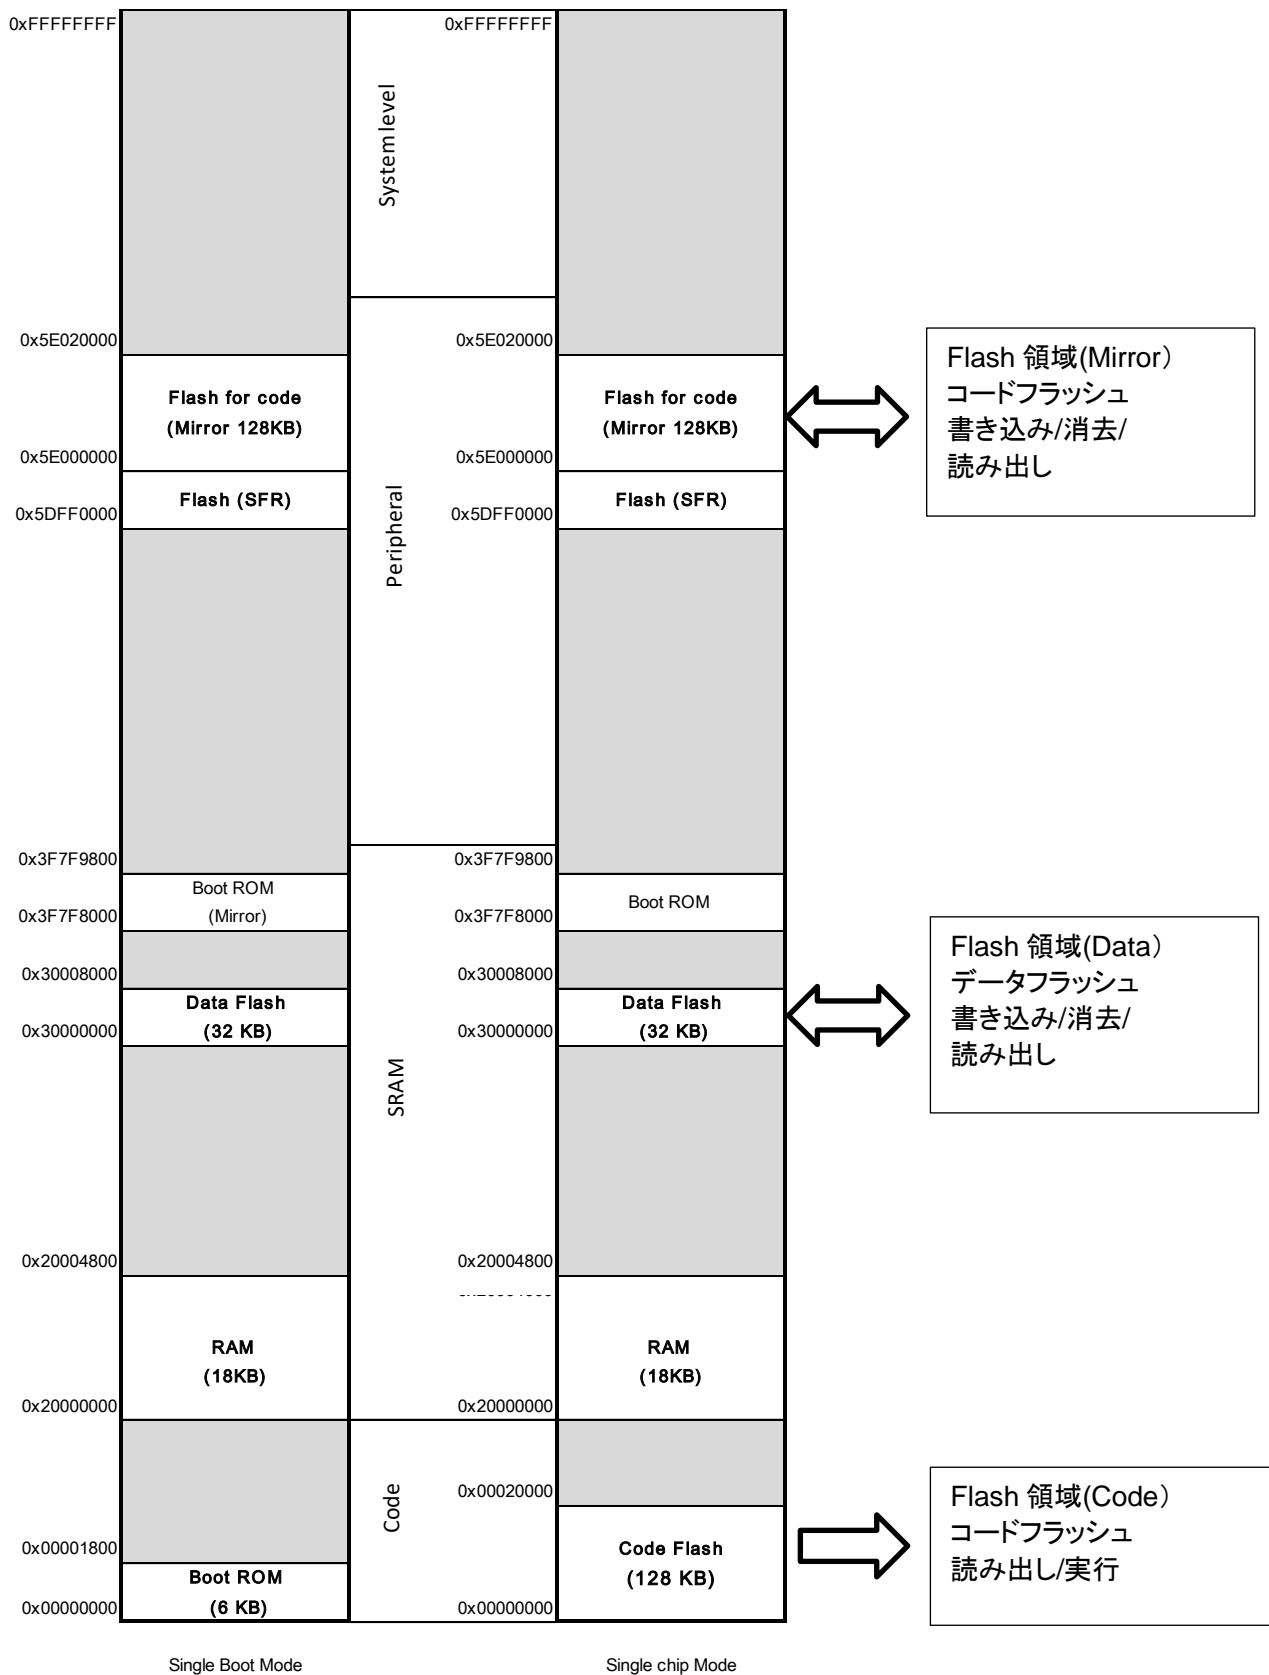 0xFFFFFFFF
0xFFFFFFFF
System level
0x5E020000
0x5E020000
Flash for code
(Mirror 128KB)
Flash for code
(Mirror 128KB)
Flash 領域(Mirror）
コードフラッシュ
書き込み/消去/
読み出し
0x5E000000
0x5E000000
Flash (SFR)
Flash (SFR)
0x5DFF0000
0x5DFF0000
Peripheral
0x3F7F9800
0x3F7F9800
Boot ROM
(Mirror)
Boot ROM
0x3F7F8000
0x3F7F8000
0x30008000
0x30008000
Data Flash
(32 KB)
Data Flash
(32 KB)
0x30000000
0x30000000
Flash 領域(Data）
データフラッシュ
書き込み/消去/
読み出し
SRAM
0x20004800
0x20004800
RAM
(18KB)
RAM
(18KB)
0x20000000
0x20000000
Code
0x00020000
0x00001800
Boot ROM
(6 KB)
Code Flash
(128 KB)
0x00000000
0x00000000
Flash 領域(Code）
コードフラッシュ
読み出し/実行
Single Boot Mode
Single chip Mode